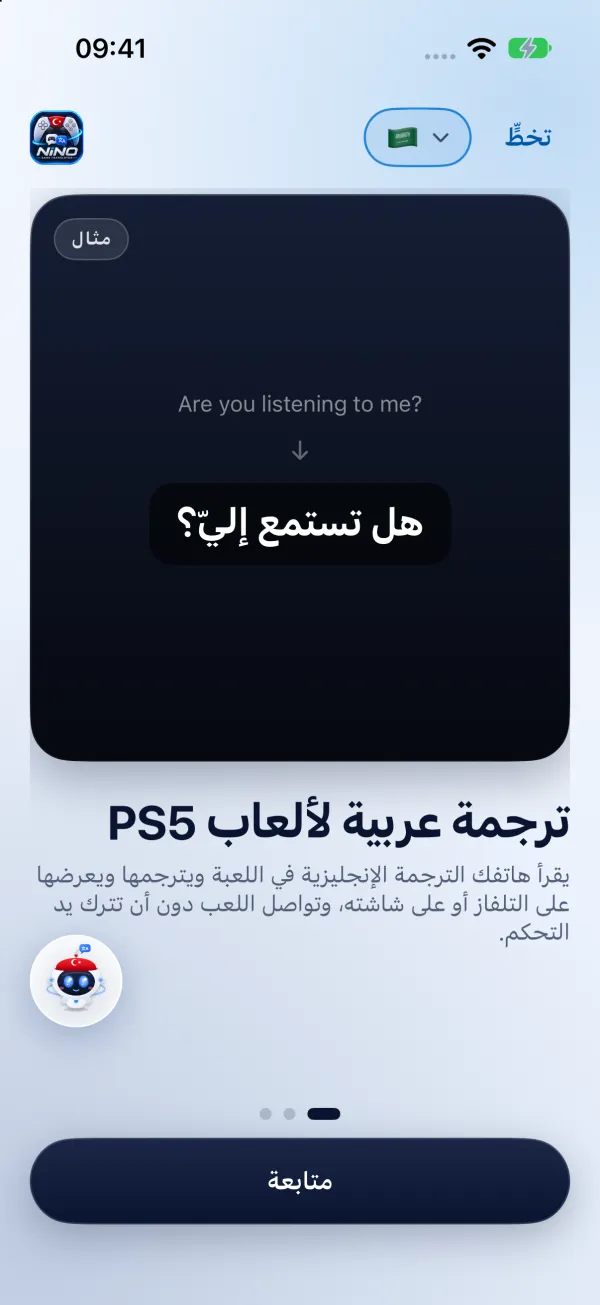 09:41
NiNO
تخطٍّ
مثال
Are you listening to me?
↓
هل تستمع إليّ؟
ترجمة عربية لألعاب PS5
يقرأ هاتفك الترجمة الإنجليزية في اللعبة ويترجمها ويعرضها
على التلفاز أو على شاشته، وتواصل اللعب دون أن تترك يد
التحكم.
متابعة